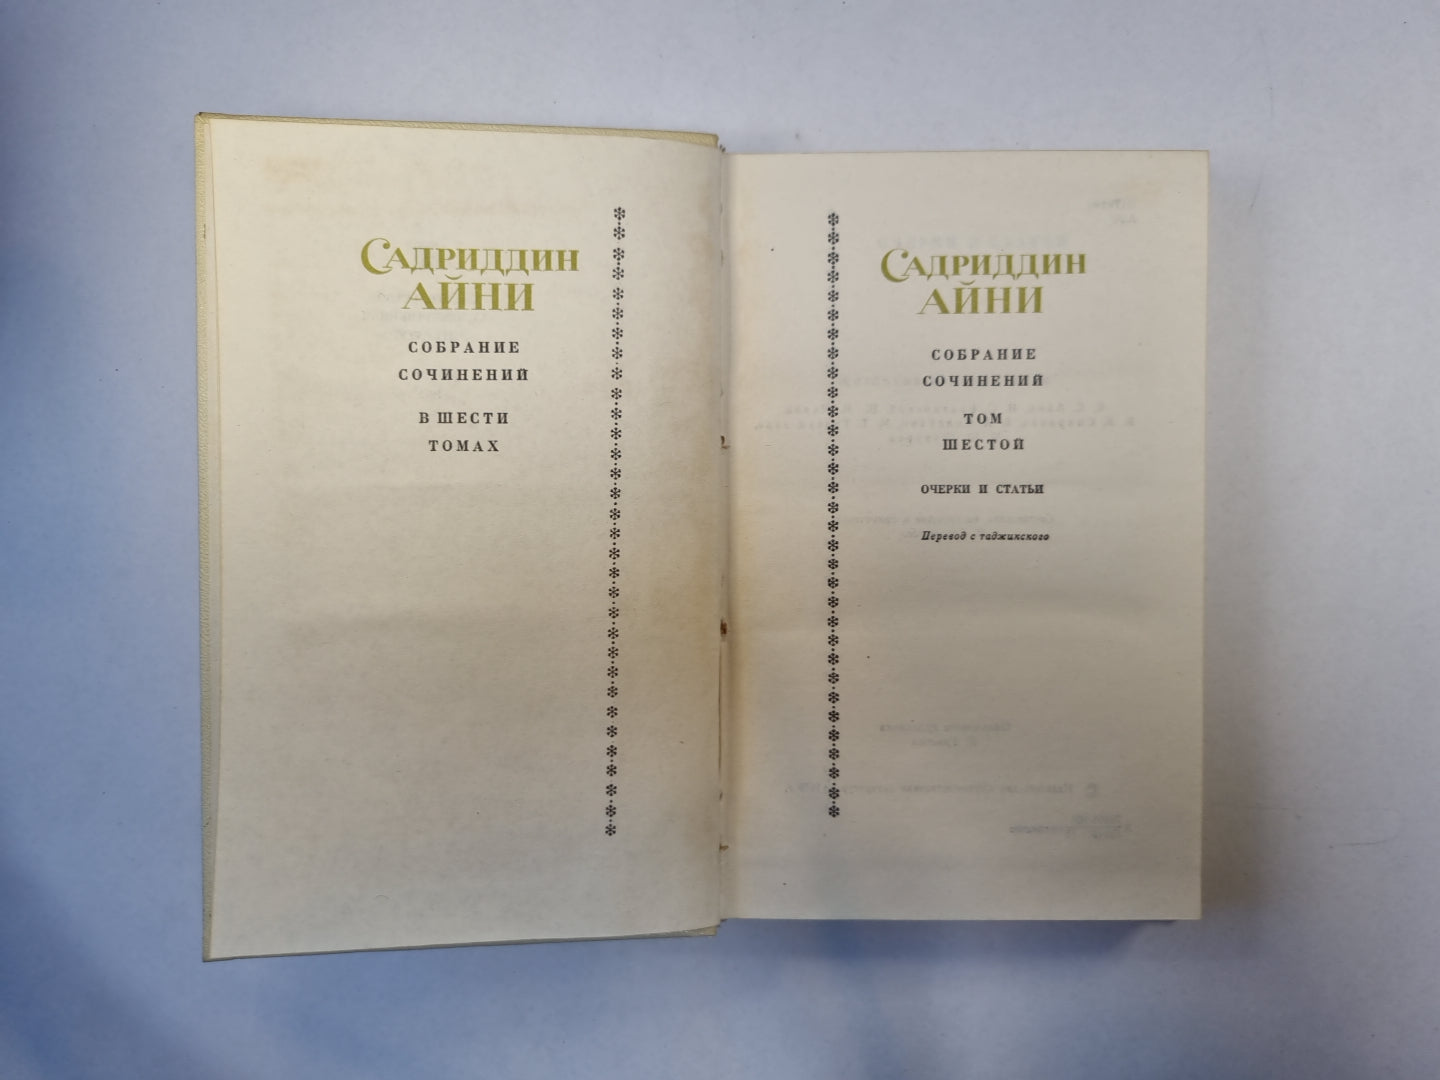 Садриддин
АЙНИ
СОБРАНИЕ
СОЧИНЕНИЙ
В ШЕСТИ
ТОМАХ
Садриддин
АЙНИ
СОБРАНИЕ
СОЧИНЕНИЙ
ТОМ
ШЕСТОЙ
ОЧЕРКИ И СТАТЬИ
Перевод с таджикского